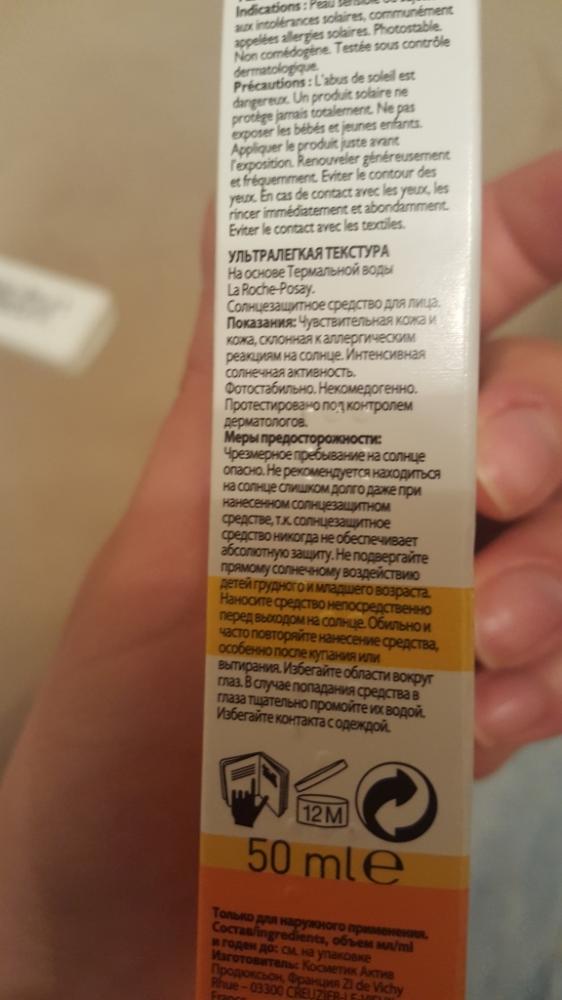 Indications : Peau sensible ou sujette
aux intolérances solaires, communément
appelées allergies solaires. Photostable.
Non comédogène. Testée sous contrôle
dermatologique.
Précautions : L'abus de soleil est
dangereux. Un produit solaire ne
protège jamais totalement. Ne pas
exposer les bébés et jeunes enfants.
Appliquer le produit juste avant
l'exposition. Renouveler généreusement
et fréquemment. Eviter le contour des
yeux. En cas de contact avec les yeux, les
rincer immédiatement et abondamment.
Eviter le contact avec les textiles.
УЛЬТРАЛЕГКАЯ ТЕКСТУРА
На основе Термальной воды
La Roche-Posay.
Солнцезащитное средство для лица.
Показания: Чувствительная кожа и
кожа, склонная к аллергическим
реакциям на солнце. Интенсивная
солнечная активность.
Фотостабильно. Некомедогенно.
Протестировано под контролем
дерматологов.
Меры предосторожности:
Чрезмерное пребывание на солнце
опасно. Не рекомендуется находиться
на солнце слишком долго даже при
нанесенном солнцезащитном
средстве, т.к. солнцезащитное
средство никогда не обеспечивает
абсолютную защиту. Не подвергайте
прямому солнечному воздействию
детей грудного и младшего возраста.
Наносите средство непосредственно
перед выходом на солнце. Обильно и
часто повторяйте нанесение средства,
особенно после купания или
вытирания. Избегайте области вокруг
глаз. В случае попадания средства в
глаза тщательно промойте их водой.
Избегайте контакта с одеждой.
12M
50 ml e
Только для наружного применения.
Состав/ingredients, объем мл/ml
и годен до: см. на упаковке
Изготовитель: Косметик Актив
Продюксьон, Франция ZI de Vichy
Rhue – 03300 CREUZIER-LE-VIEUX
France